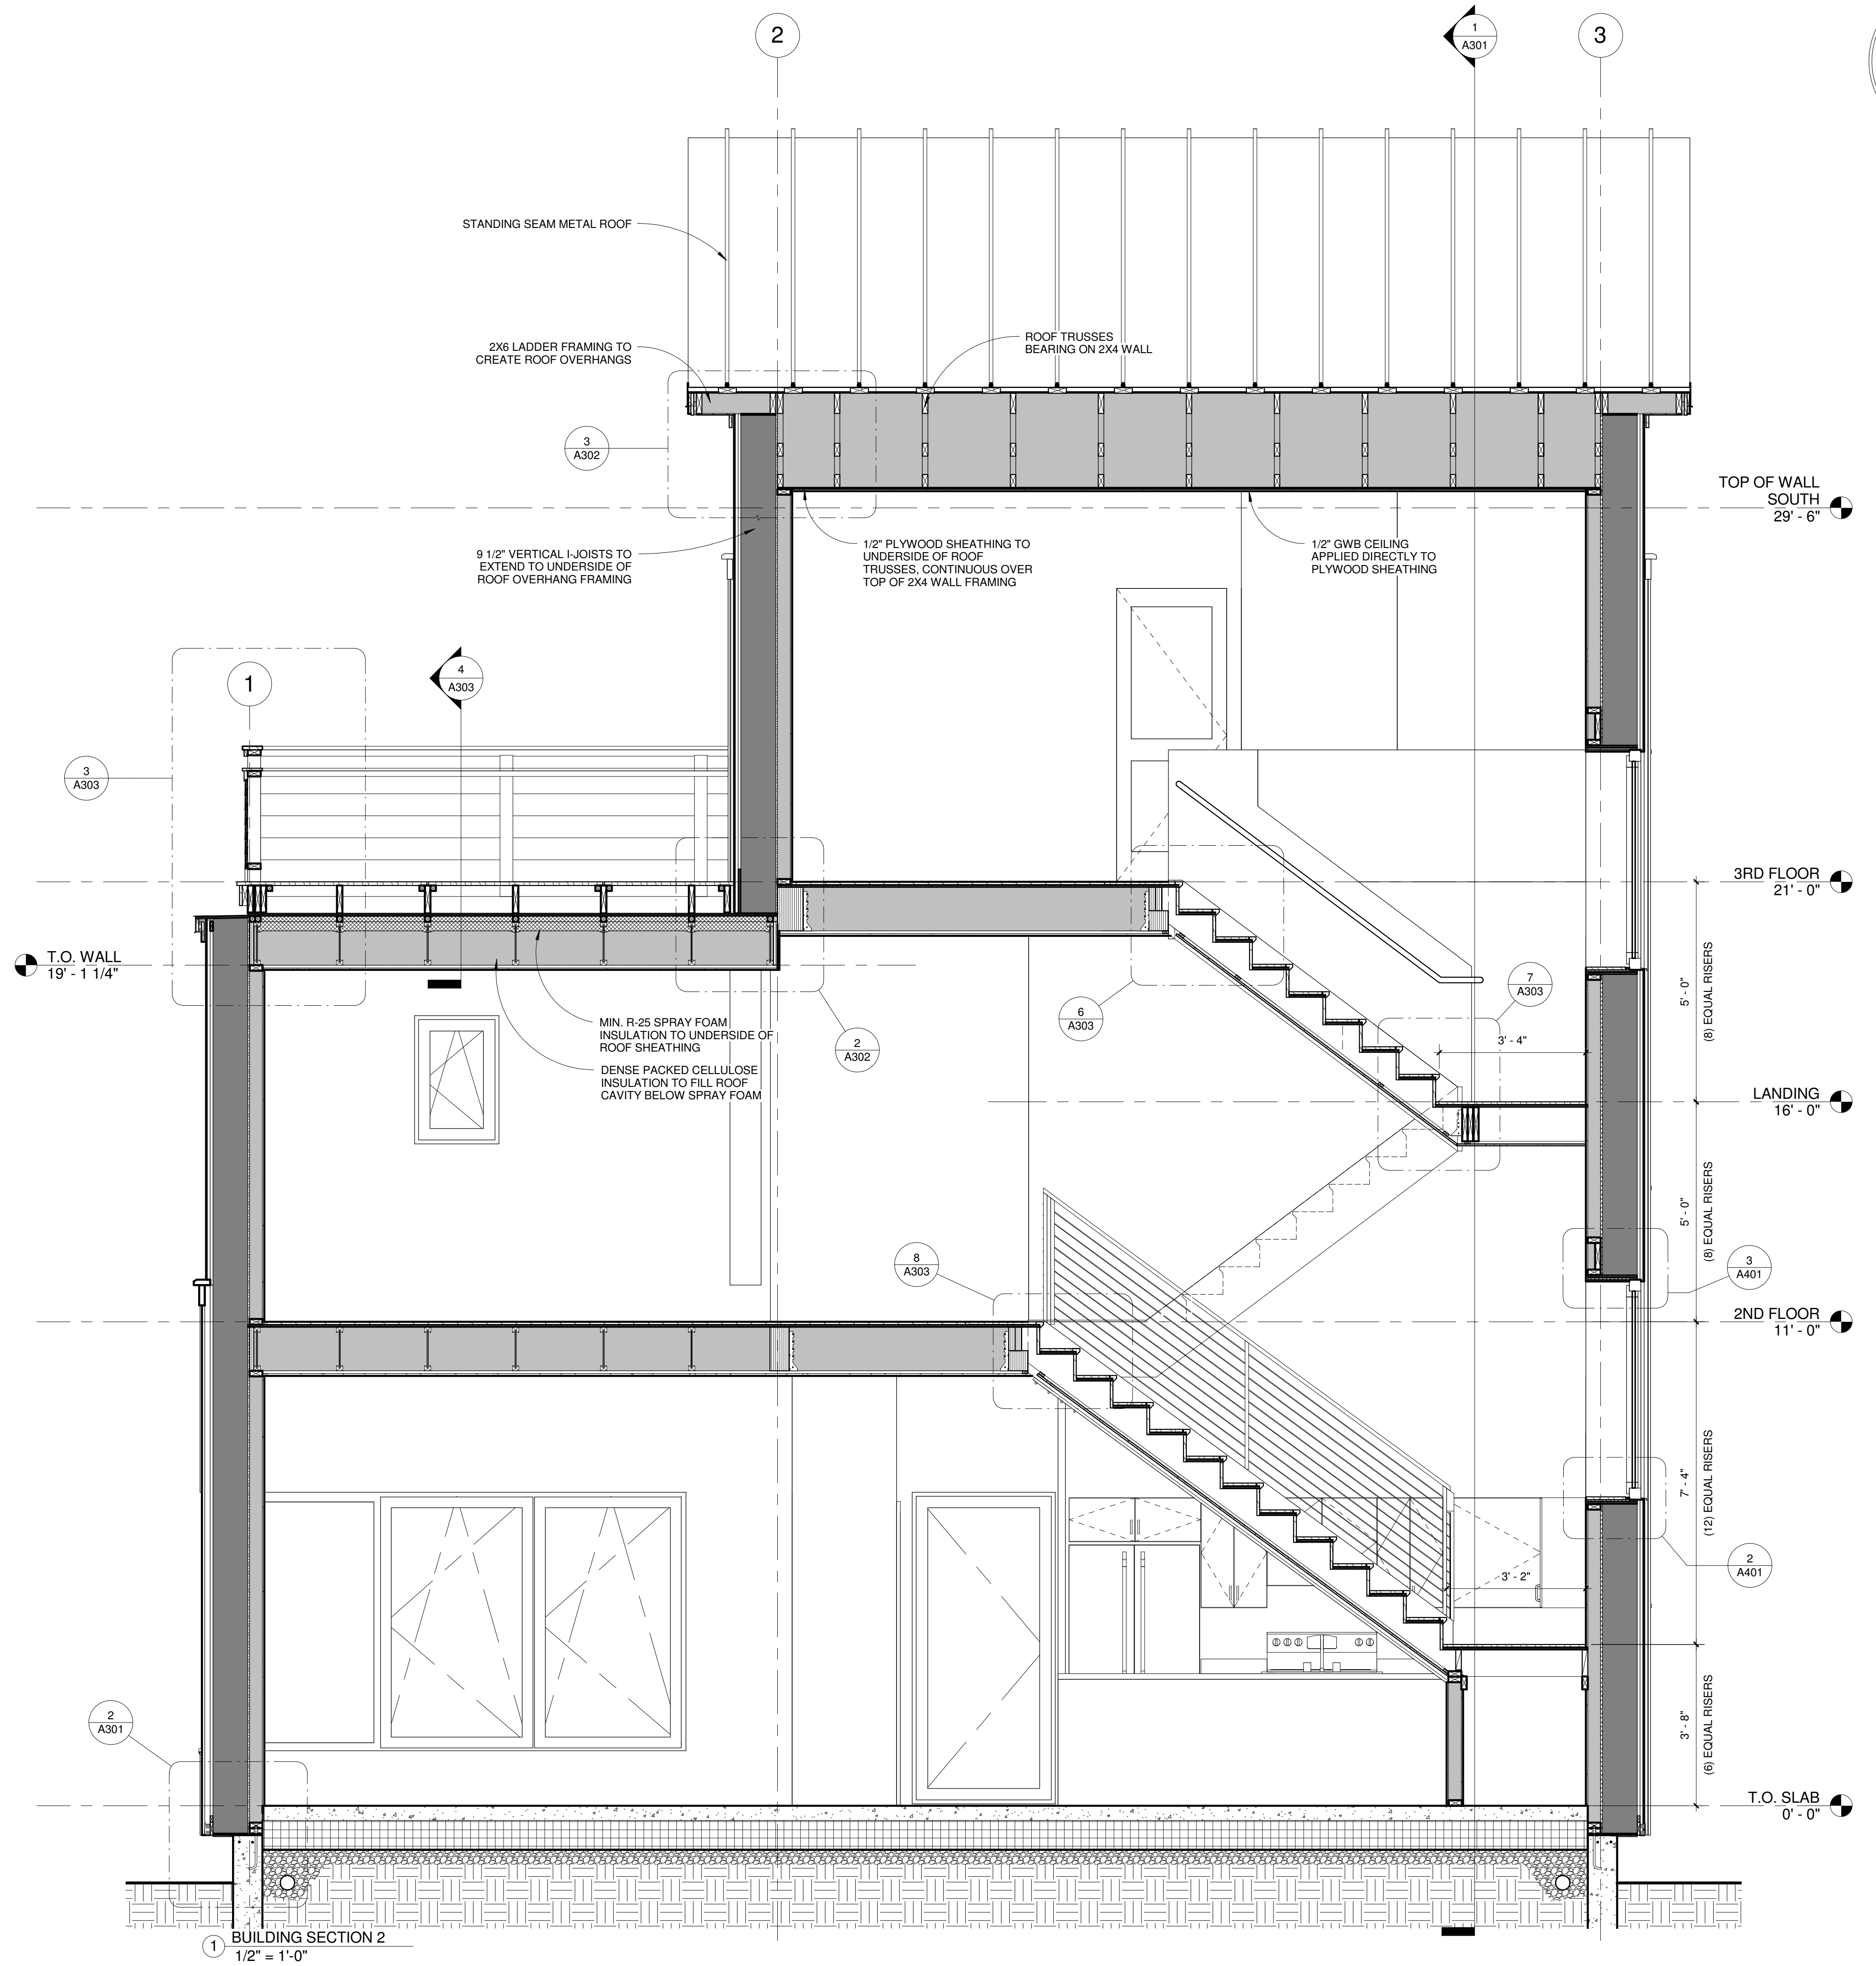 2
1
A301
3
STANDING SEAM METAL ROOF
2X6 LADDER FRAMING TO
CREATE ROOF OVERHANGS
ROOF TRUSSES
BEARING ON 2X4 WALL
3
A302
TOP OF WALL
SOUTH
29' - 6"
9 1/2" VERTICAL I-JOISTS TO
EXTEND TO UNDERSIDE OF
ROOF OVERHANG FRAMING
1/2" PLYWOOD SHEATHING TO
UNDERSIDE OF ROOF
TRUSSES, CONTINUOUS OVER
TOP OF 2X4 WALL FRAMING
1/2" GWB CEILING
APPLIED DIRECTLY TO
PLYWOOD SHEATHING
1
4
A303
3
A303
3RD FLOOR
21' - 0"
T.O. WALL
19' - 1 1/4"
5' - 0"
(8) EQUAL RISERS
7
A303
6
A303
3' - 4"
MIN. R-25 SPRAY FOAM
INSULATION TO UNDERSIDE OF
ROOF SHEATHING
2
A302
DENSE PACKED CELLULOSE
INSULATION TO FILL ROOF
CAVITY BELOW SPRAY FOAM
LANDING
16' - 0"
5' - 0"
(8) EQUAL RISERS
8
A303
3
A401
2ND FLOOR
11' - 0"
7' - 4"
(12) EQUAL RISERS
2
A401
3' - 2"
2
A301
3' - 8"
(6) EQUAL RISERS
T.O. SLAB
0' - 0"
1
BUILDING SECTION 2
1/2" = 1'-0"